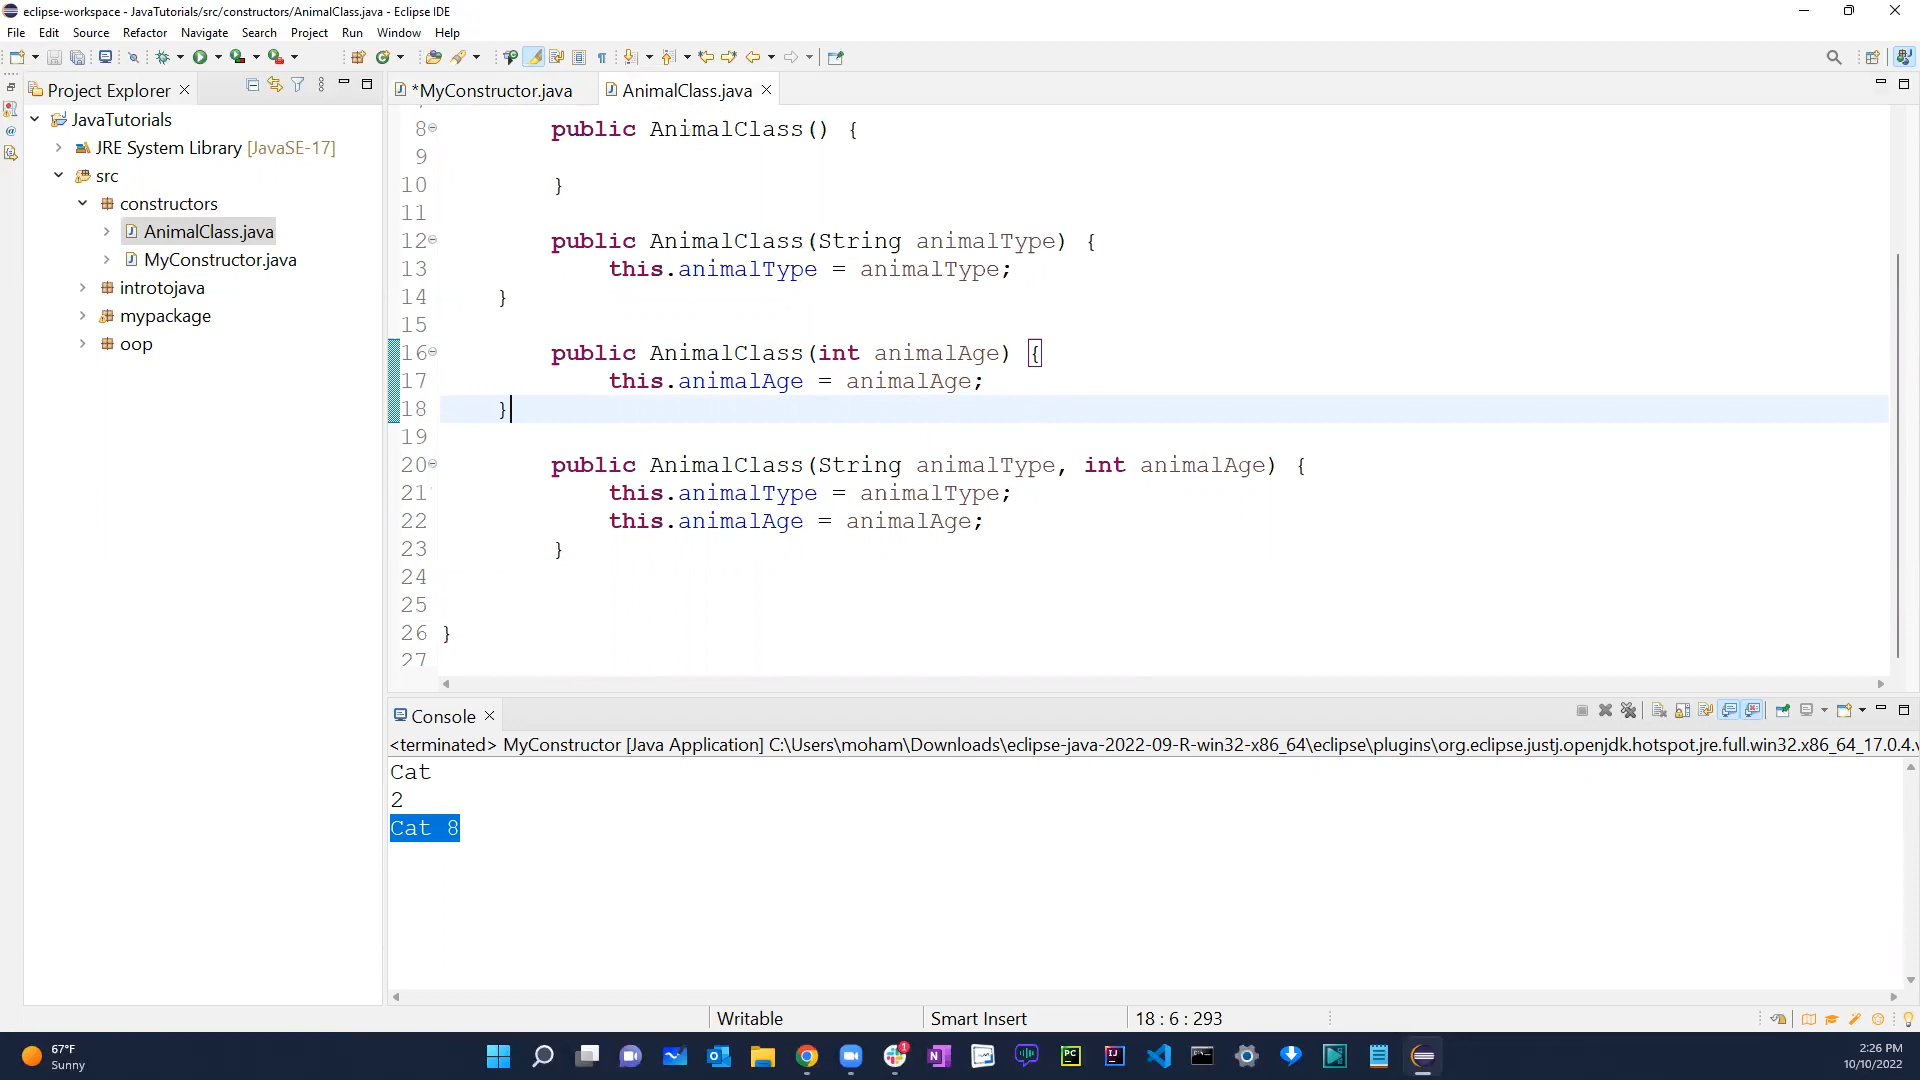 eclipse-workspace - JavaTutorials/src/constructors/AnimalClass.java - Eclipse IDE
File Edit Source Refactor Navigate Search Project Run Window Help
Project Explorer
JavaTutorials
JRE System Library [JavaSE-17]
src
constructors
AnimalClass.java
MyConstructor.java
introtojava
mypackage
oop
*MyConstructor.java AnimalClass.java
8 public AnimalClass() {
9
10 }
11
12 public AnimalClass(String animalType) {
13 this.animalType = animalType;
14 }
15
16 public AnimalClass(int animalAge) {
17 this.animalAge = animalAge;
18 }
19
20 public AnimalClass(String animalType, int animalAge) {
21 this.animalType = animalType;
22 this.animalAge = animalAge;
23 }
24
25
26 }
27
Console
<terminated> MyConstructor [Java Application] C:\Users\moham\Downloads\eclipse-java-2022-09-R-win32-x86_64\eclipse\plugins\org.eclipse.justj.openjdk.hotspot.jre.full.win32.x86_64_17.0.4.v
Cat
2
Cat 8
Writable Smart Insert 18 : 6 : 293
67°F
Sunny
1
PC
2:26 PM
10/10/2022